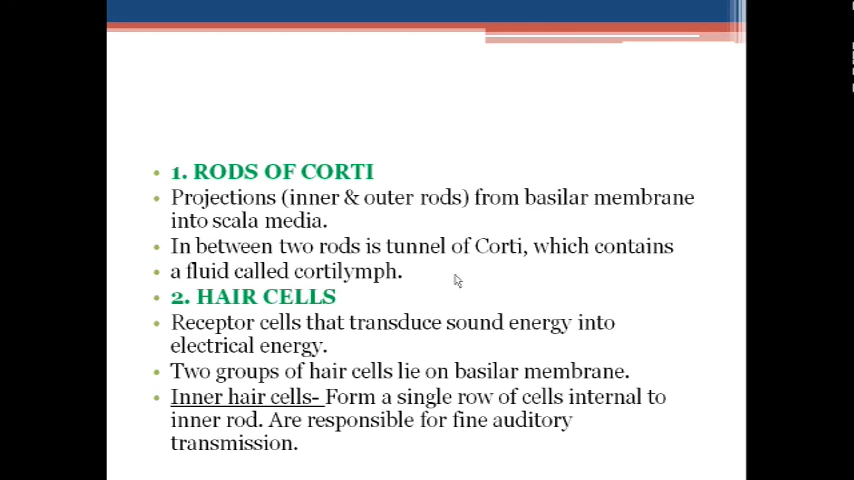 • 1. RODS OF CORTI
• Projections (inner & outer rods) from basilar membrane
into scala media.
• In between two rods is tunnel of Corti, which contains
• a fluid called cortilymph.
• 2. HAIR CELLS
• Receptor cells that transduce sound energy into
electrical energy.
• Two groups of hair cells lie on basilar membrane.
• Inner hair cells- Form a single row of cells internal to
inner rod. Are responsible for fine auditory
transmission.